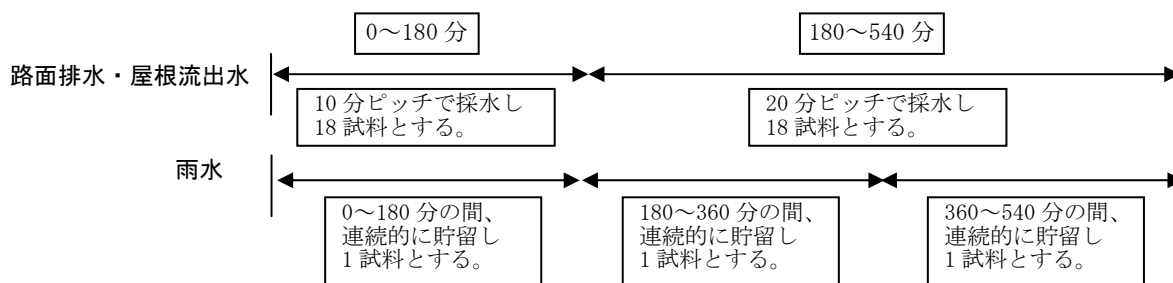 0～180 分
180～540 分
路面排水・屋根流出水
10 分ピッチで採水し
18 試料とする。
20 分ピッチで採水し
18 試料とする。
雨水
0～180 分の間、
連続的に貯留し
1 試料とする。
180～360 分の間、
連続的に貯留し
1 試料とする。
360～540 分の間、
連続的に貯留し
1 試料とする。